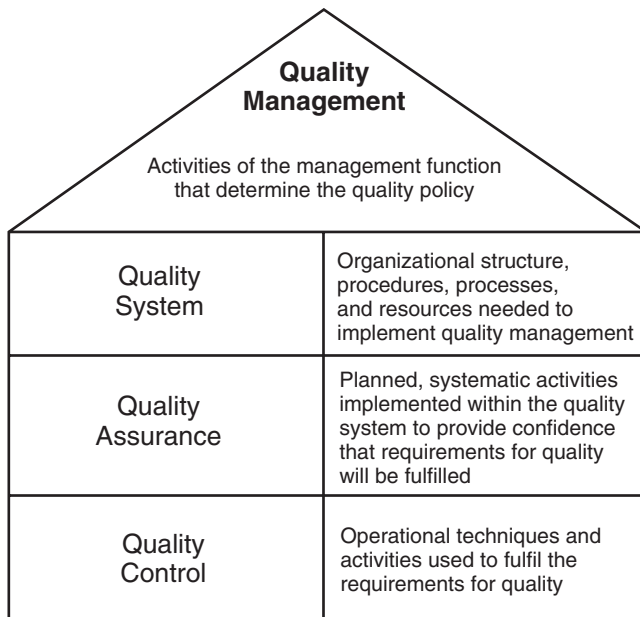 Quality
Management
Activities of the management function
that determine the quality policy
Quality
System
Organizational structure,
procedures, processes,
and resources needed to
implement quality management
Quality
Assurance
Planned, systematic activities
implemented within the quality
system to provide confidence
that requirements for quality
will be fulfilled
Quality
Control
Operational techniques and
activities used to fulfil the
requirements for quality